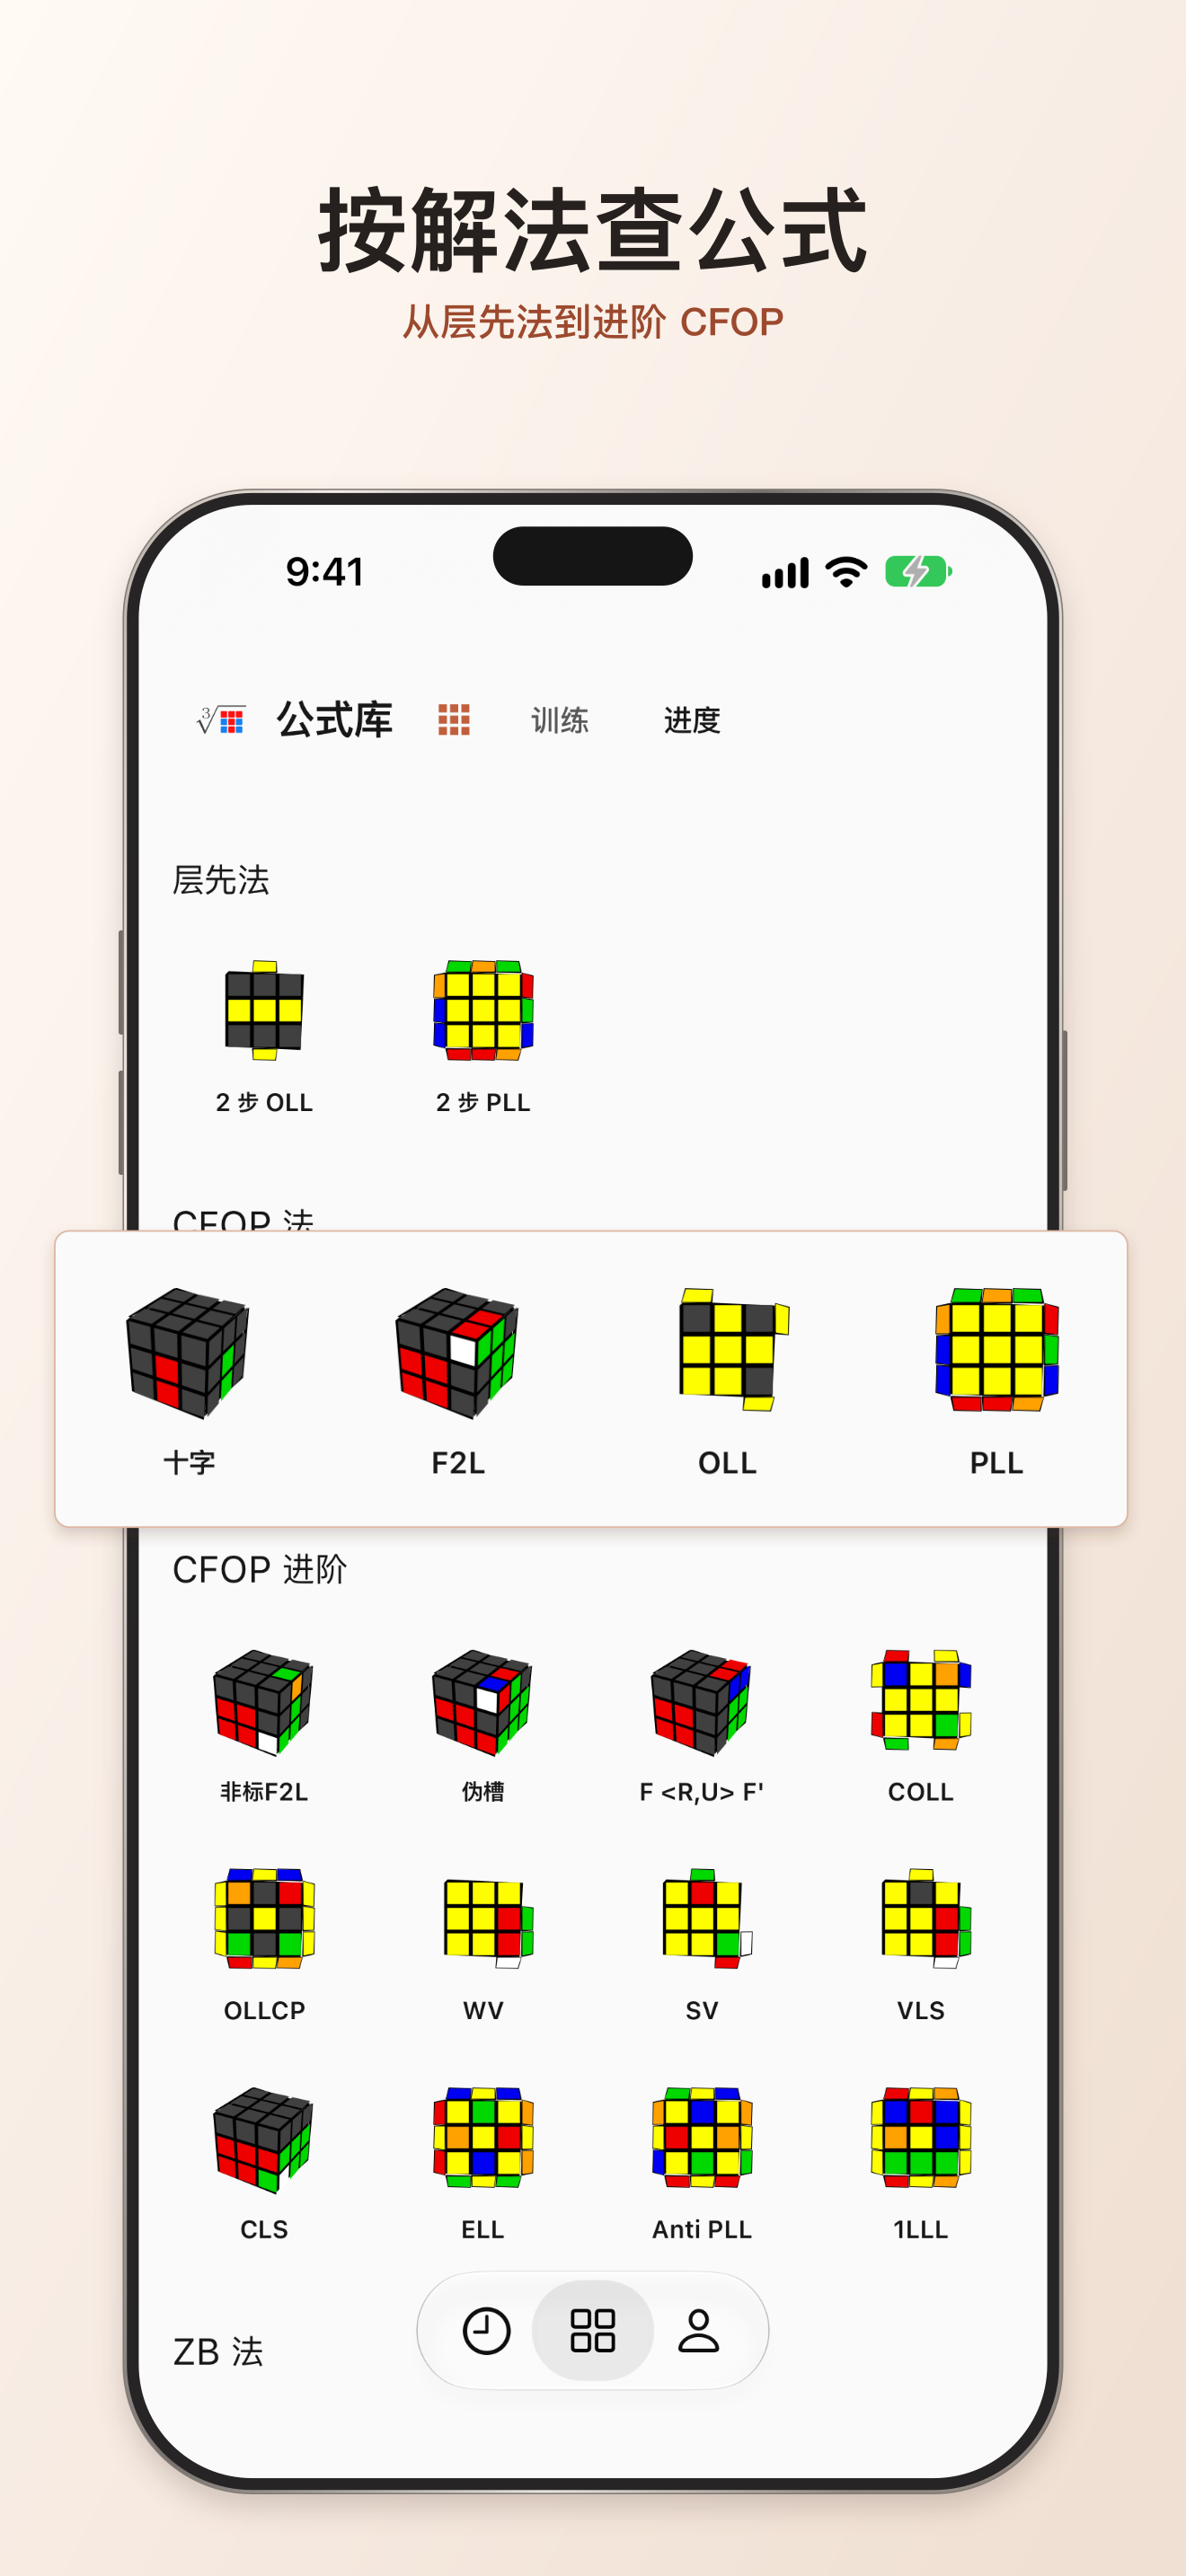 按解法查公式
从层先法到进阶 CFOP
9:41
3
公式库 训练 进度
层先法
2 步 OLL 2 步 PLL
CFOP 法
十字 F2L OLL PLL
CFOP 进阶
非标F2L 伪槽 F <R,U> F' COLL
OLLCP WV SV VLS
CLS ELL Anti PLL 1LLL
ZB 法